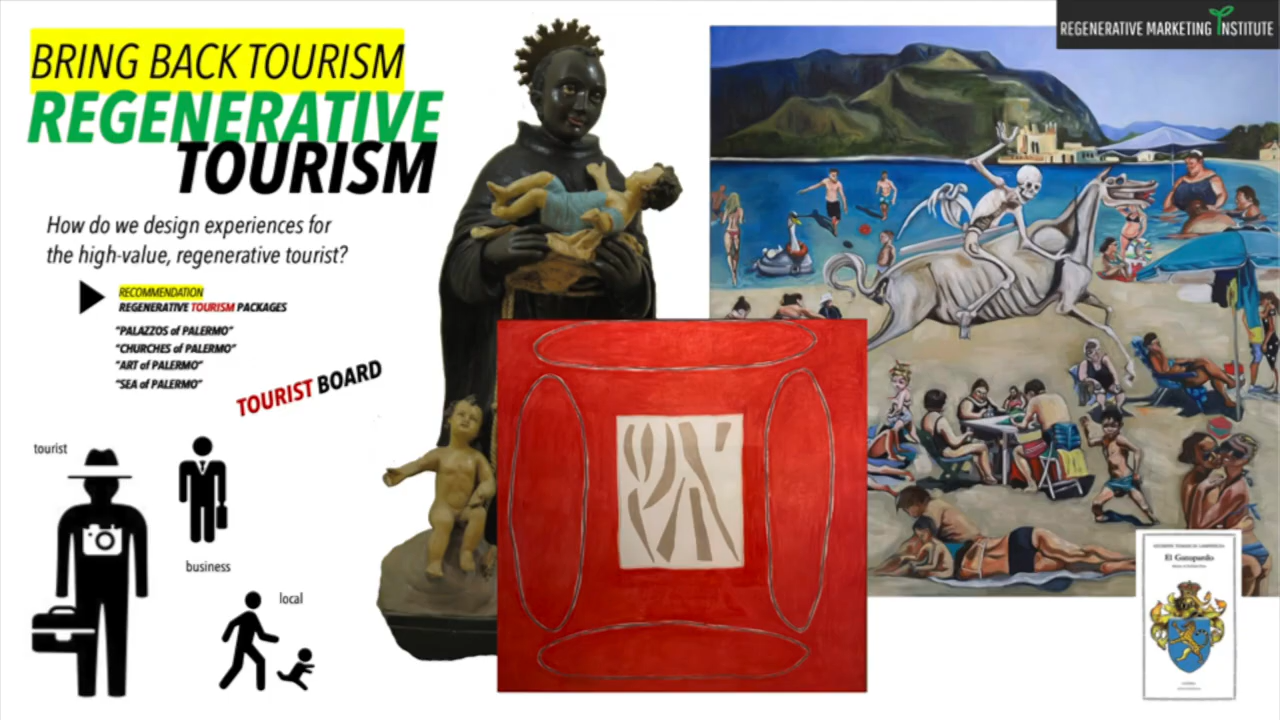 BRING BACK TOURISM
REGENERATIVE
TOURISM
How do we design experiences for
the high-value, regenerative tourist?
RECOMMENDATION
REGENERATIVE TOURISM PACKAGES
"PALAZZOS of PALERMO"
"CHURCHES of PALERMO"
"ART of PALERMO"
"SEA of PALERMO"
TOURIST BOARD
tourist
business
local
REGENERATIVE MARKETING INSTITUTE
El Gatopardo